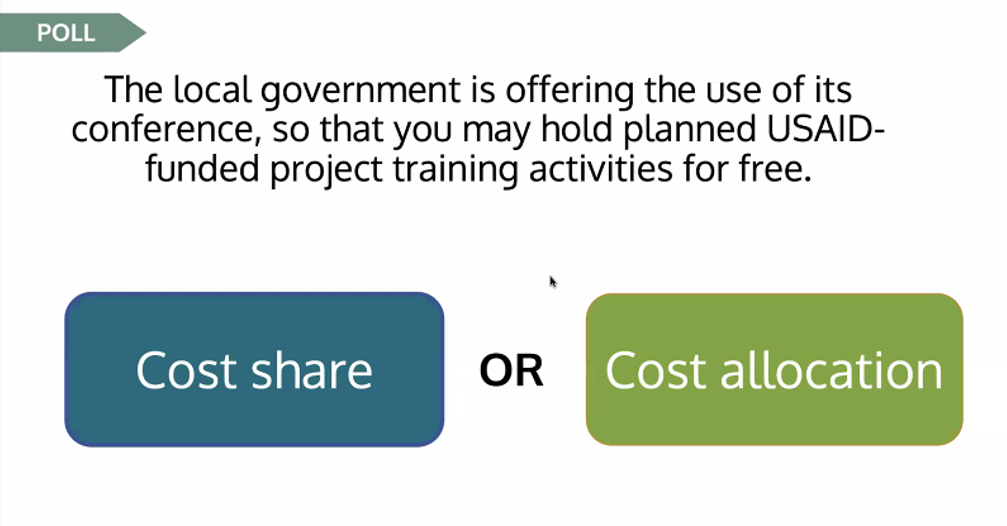 POLL
The local government is offering the use of its
conference, so that you may hold planned USAID-
funded project training activities for free.
Cost share
OR
Cost allocation